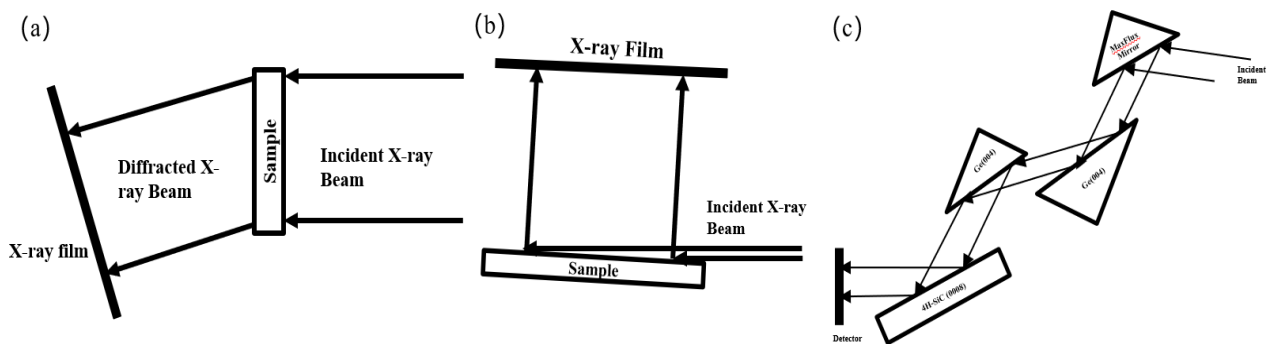 (a)
Sample
Diffracted X-
ray Beam
Incident X-ray
Beam
X-ray film
(b)
X-ray Film
Incident X-ray
Beam
Sample
(c)
MaxFlux
Mirror
Incident
Beam
Ge(004)
Ge(004)
4H-SiC (0008)
Detector